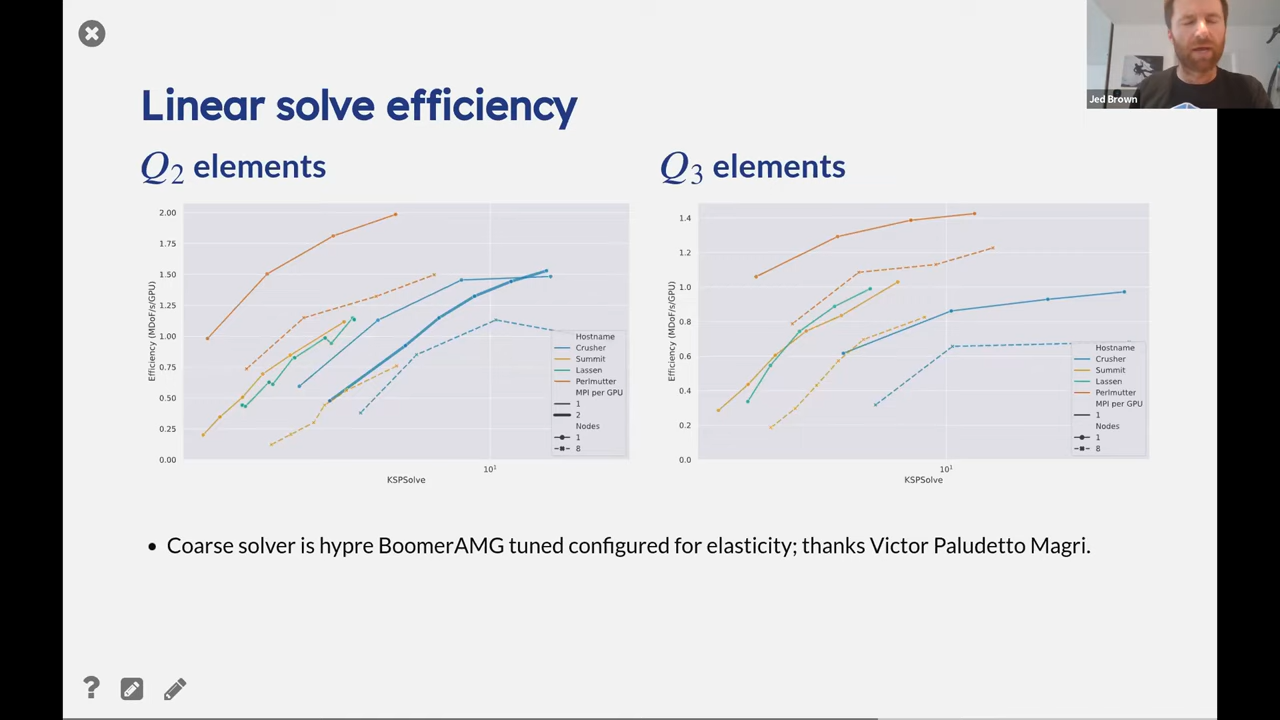 Jed Brown
Linear solve efficiency
Q2 elements
Q3 elements
2.00
1.75
1.50
1.25
1.00
0.75
0.50
0.25
0.00
Efficiency (MDoF/s/GPU)
10¹
KSPSolve
Hostname
Crusher
Summit
Lassen
Perlmutter
MPI per GPU
1
2
Nodes
1
8
1.4
1.2
1.0
0.8
0.6
0.4
0.2
0.0
Efficiency (MDoF/s/GPU)
10¹
KSPSolve
Hostname
Crusher
Summit
Lassen
Perlmutter
MPI per GPU
1
Nodes
1
8
• Coarse solver is hypre BoomerAMG tuned configured for elasticity; thanks Victor Paludetto Magri.
?